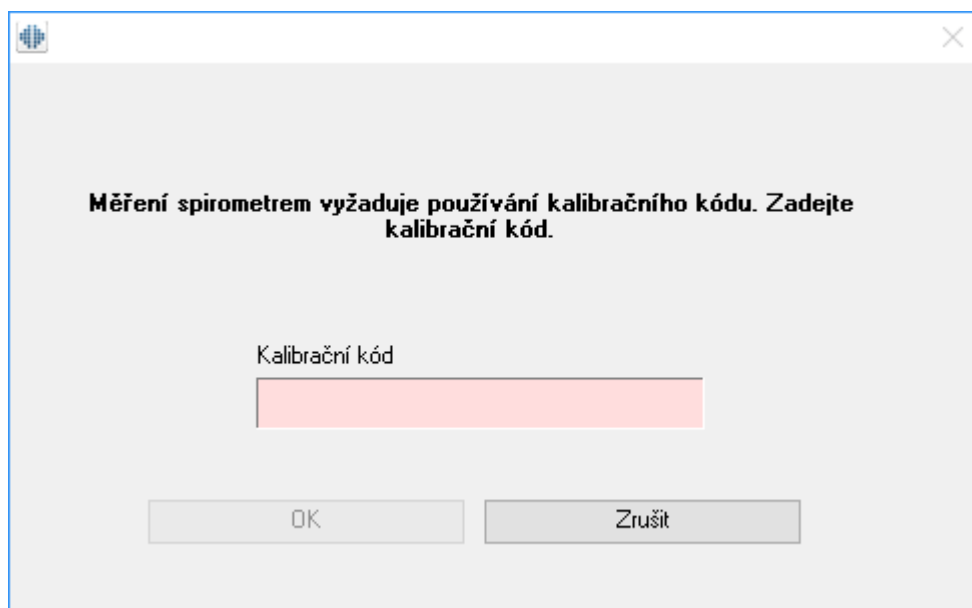 Měření spirometrem vyžaduje používání kalibračního kódu. Zadejte
kalibrační kód.
Kalibrační kód
OK
Zrušit